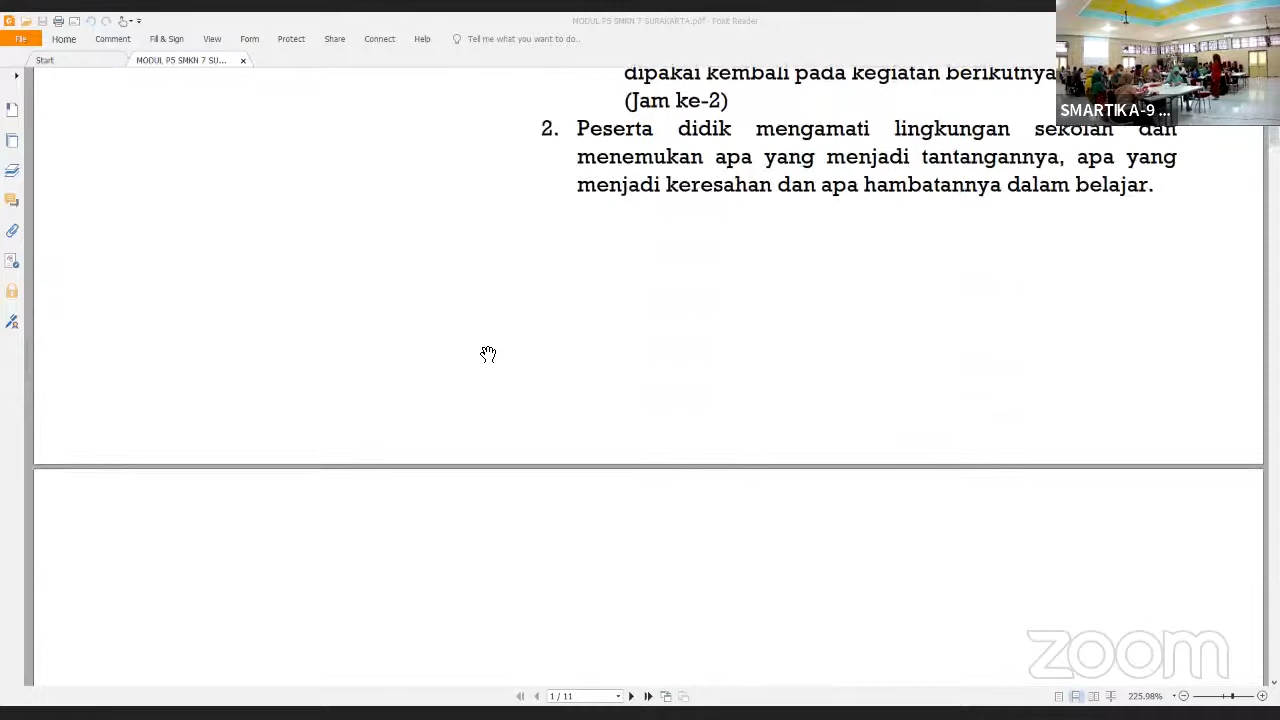 MODUL P5 SMKN 7 SURAKARTA.pdf - Foxit Reader
File Home Comment Fill & Sign View Form Protect Share Connect Help Tell me what you want to do..
Start MODUL P5 SMKN 7 SU...
dipakai kembali pada kegiatan berikutnya
(Jam ke-2)
SMARTIKA-9 ...
2. Peserta didik mengamati lingkungan sekolah dan
menemukan apa yang menjadi tantangannya, apa yang
menjadi keresahan dan apa hambatannya dalam belajar.
zoom
1 / 11
225.98%